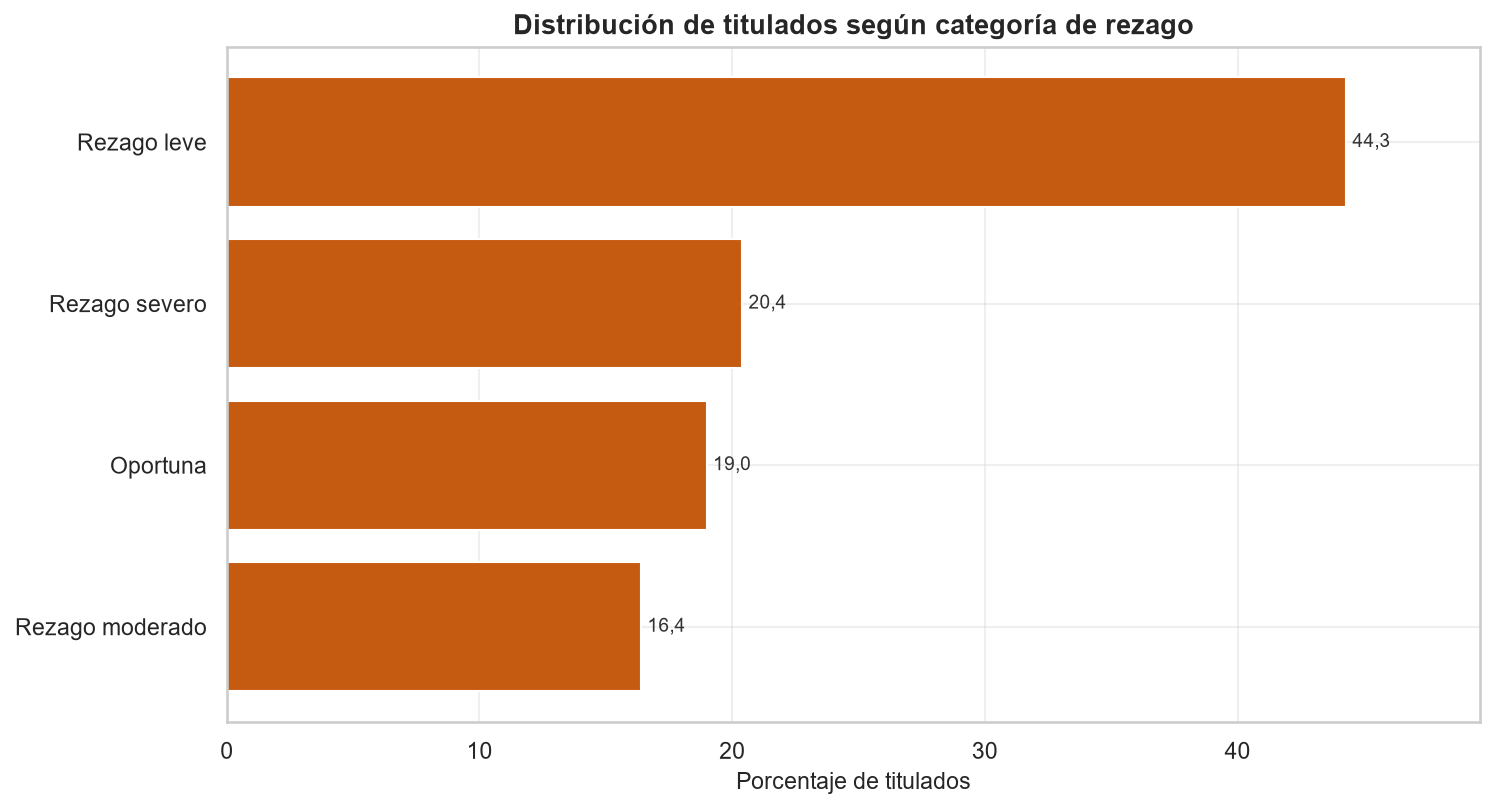 Distribución de titulados según categoría de rezago
Rezago leve
44,3
Rezago severo
20,4
Oportuna
19,0
Rezago moderado
16,4
0
10
20
30
40
Porcentaje de titulados